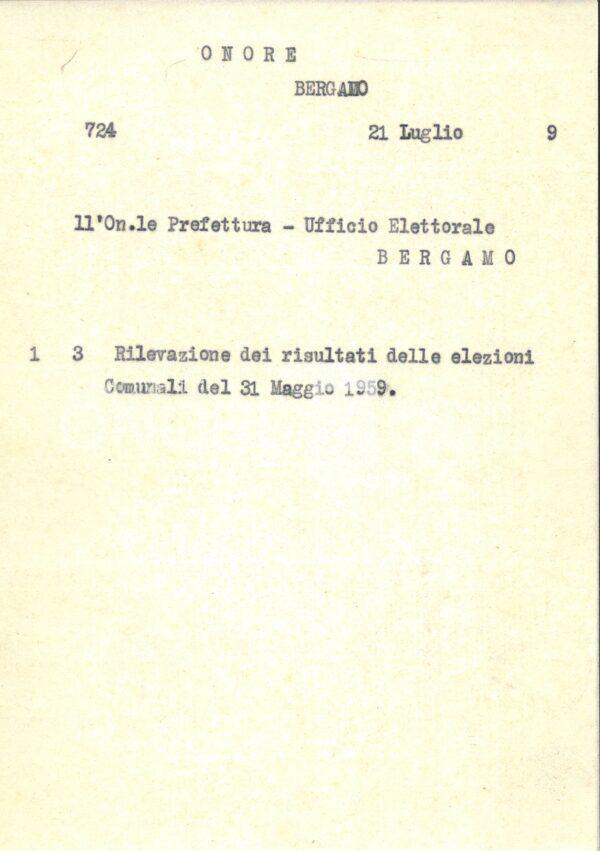 ONORE
BERGAMO
724 21 Luglio 9
ll'On.le Prefettura - Ufficio Elettorale
BERGAMO
1 3 Rilevazione dei risultati delle elezioni
Comunali del 31 Maggio 1959.